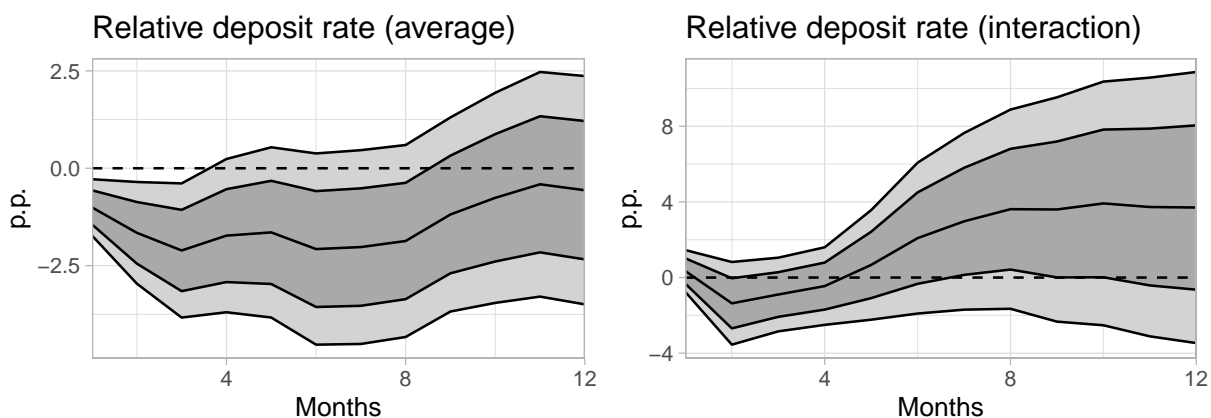 Relative deposit rate (average)
2.5
0.0
−2.5
p.p.
4
8
12
Months
Relative deposit rate (interaction)
8
4
0
−4
p.p.
4
8
12
Months